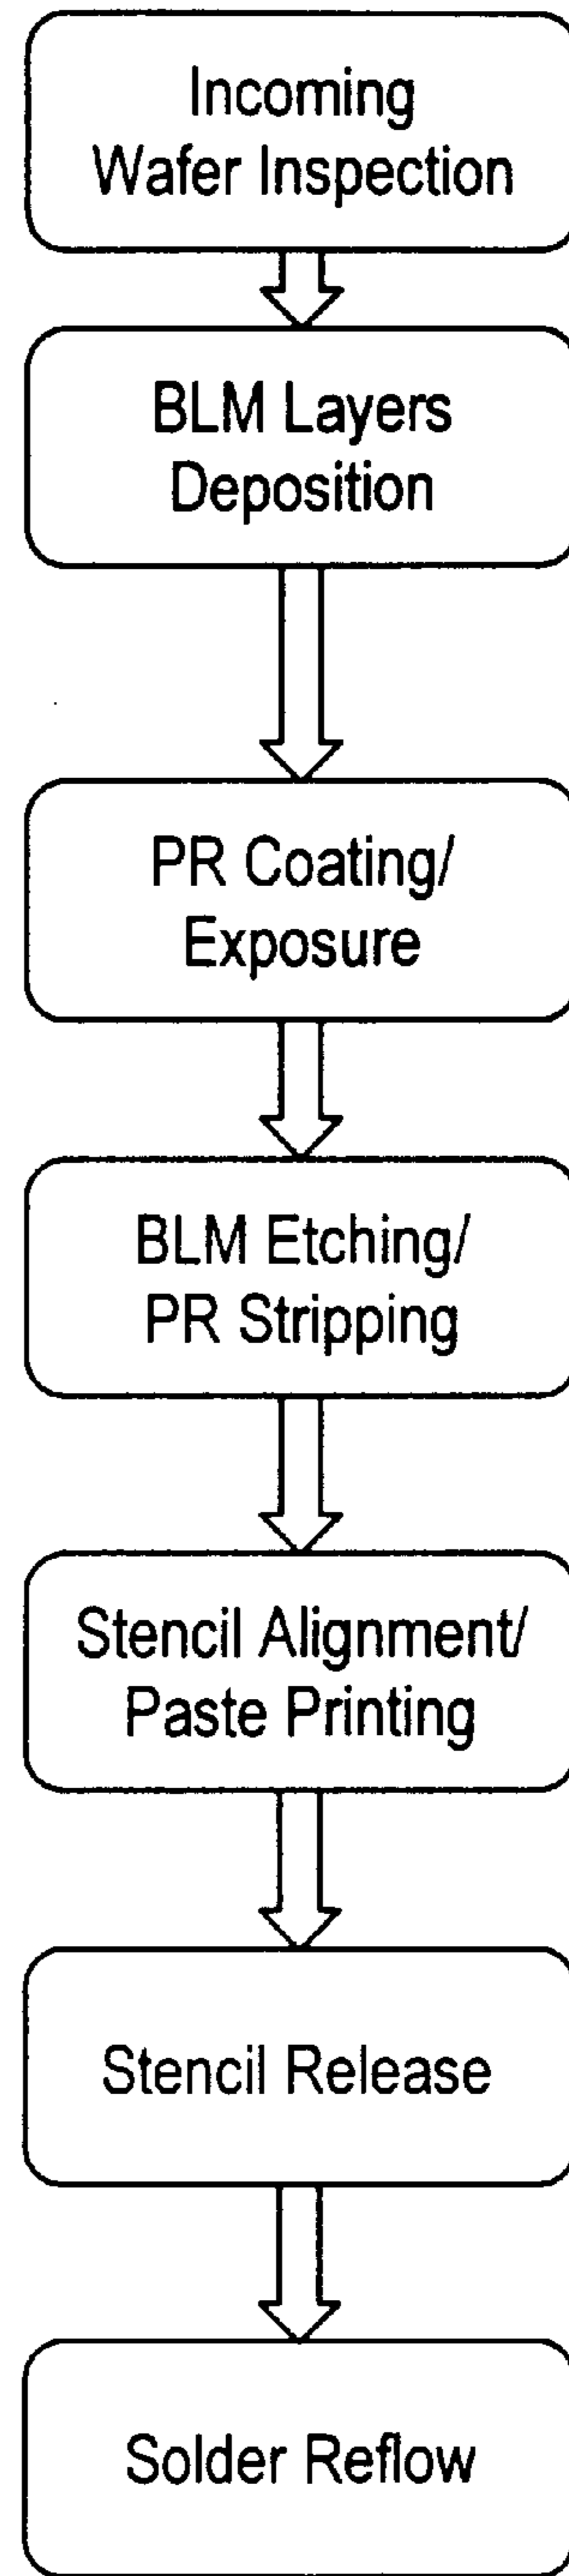 Incoming
Wafer Inspection
BLM Layers
Deposition
PR Coating/
Exposure
BLM Etching/
PR Stripping
Stencil Alignment/
Paste Printing
Stencil Release
Solder Reflow